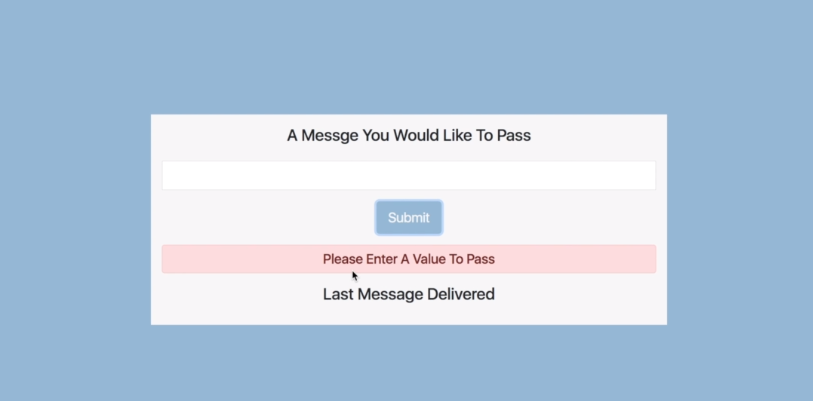 A Messge You Would Like To Pass
Submit
Please Enter A Value To Pass
Last Message Delivered